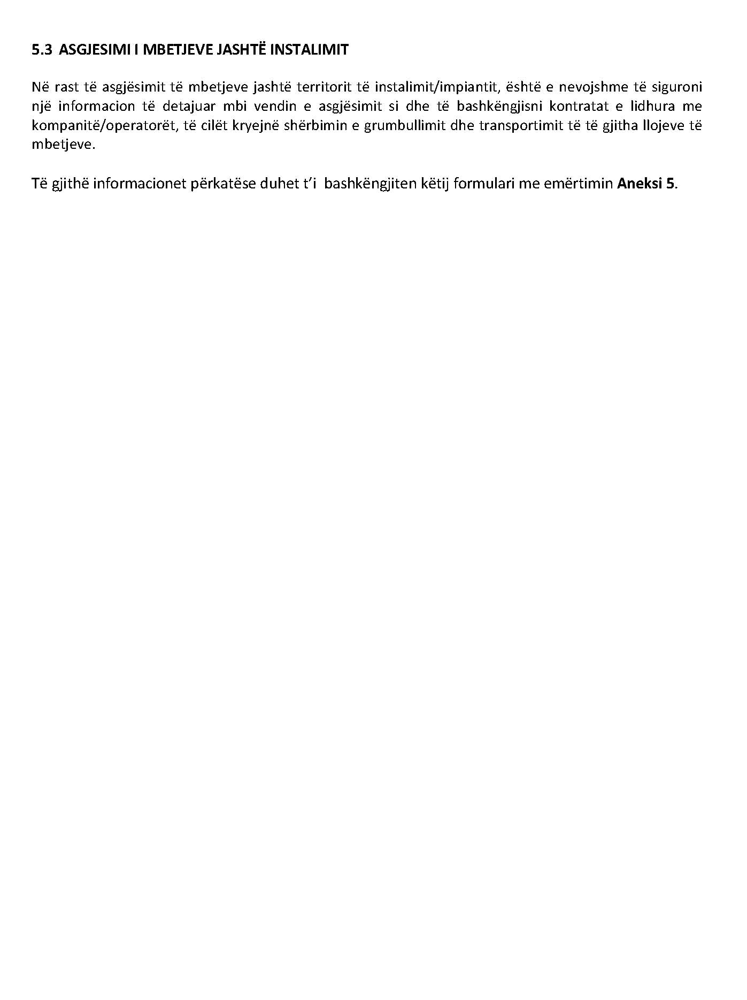 5.3 ASGJESIMI I MBETJEVE JASHTË INSTALIMIT
Në rast të asgjësimit të mbetjeve jashtë territorit të instalimit/impiantit, është e nevojshme të siguroni
një informacion të detajuar mbi vendin e asgjësimit si dhe të bashkëngjisni kontratat e lidhura me
kompanitë/operatorët, të cilët kryejnë shërbimin e grumbullimit dhe transportimit të të gjitha llojeve të
mbetjeve.
Të gjithë informacionet përkatëse duhet t’i bashkëngjiten këtij formulari me emërtimin Aneksi 5.